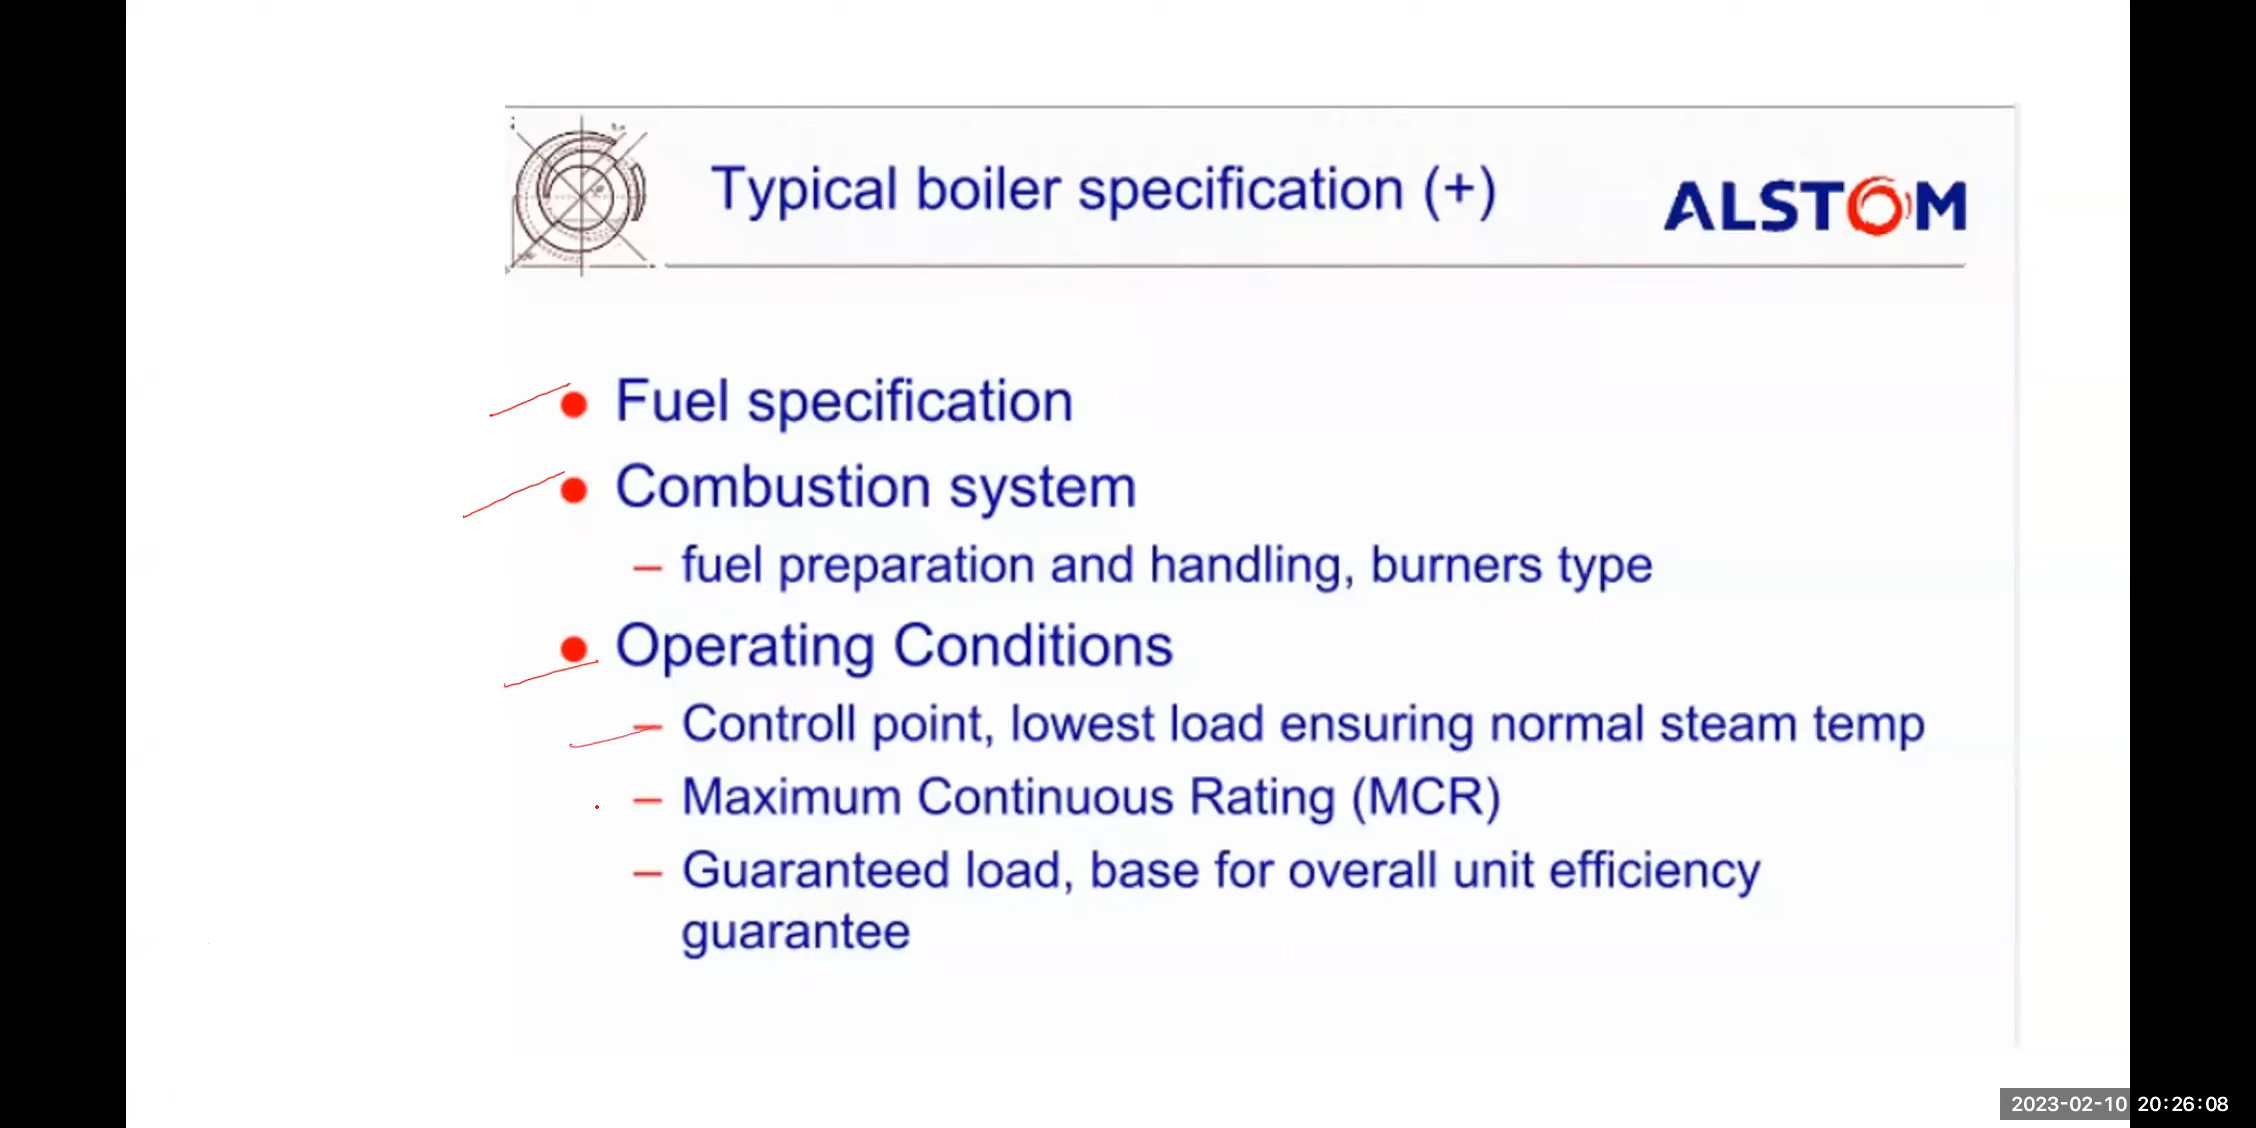 Typical boiler specification (+)
ALSTOM
Fuel specification
Combustion system
– fuel preparation and handling, burners type
Operating Conditions
– Controll point, lowest load ensuring normal steam temp
– Maximum Continuous Rating (MCR)
– Guaranteed load, base for overall unit efficiency
guarantee
2023-02-10 20:26:08